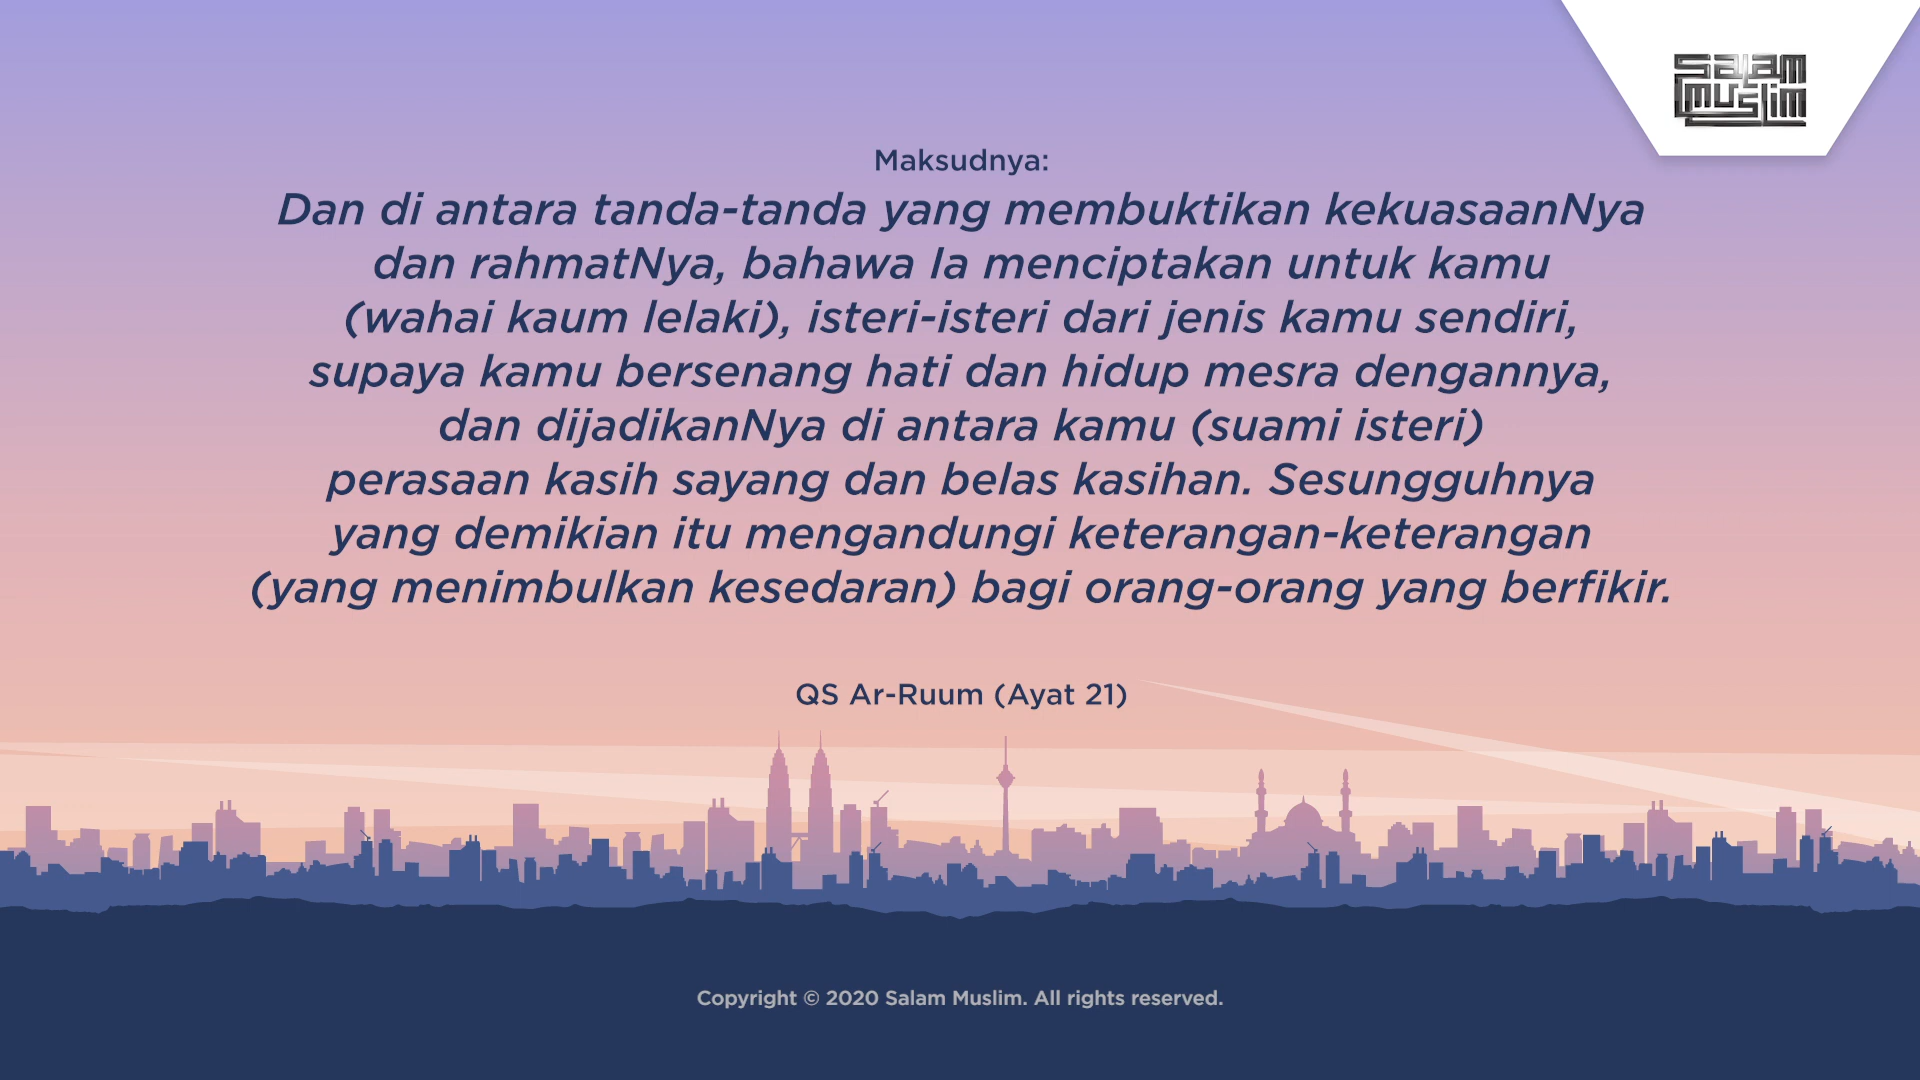 salam
muslim
Maksudnya:
Dan di antara tanda-tanda yang membuktikan kekuasaanNya
dan rahmatNya, bahawa Ia menciptakan untuk kamu
(wahai kaum lelaki), isteri-isteri dari jenis kamu sendiri,
supaya kamu bersenang hati dan hidup mesra dengannya,
dan dijadikanNya di antara kamu (suami isteri)
perasaan kasih sayang dan belas kasihan. Sesungguhnya
yang demikian itu mengandungi keterangan-keterangan
(yang menimbulkan kesedaran) bagi orang-orang yang berfikir.
QS Ar-Ruum (Ayat 21)
Copyright © 2020 Salam Muslim. All rights reserved.